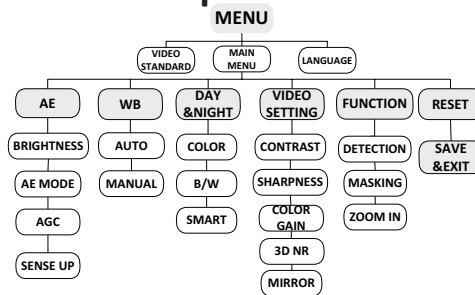 MENU
VIDEO
STANDARD
MAIN
MENU
LANGUAGE
AE
WB
DAY
&NIGHT
VIDEO
SETTING
FUNCTION
RESET
BRIGHTNESS
AUTO
COLOR
CONTRAST
DETECTION
SAVE
&EXIT
AE MODE
MANUAL
B/W
SHARPNESS
MASKING
AGC
SMART
COLOR
GAIN
ZOOM IN
SENSE UP
3D NR
MIRROR